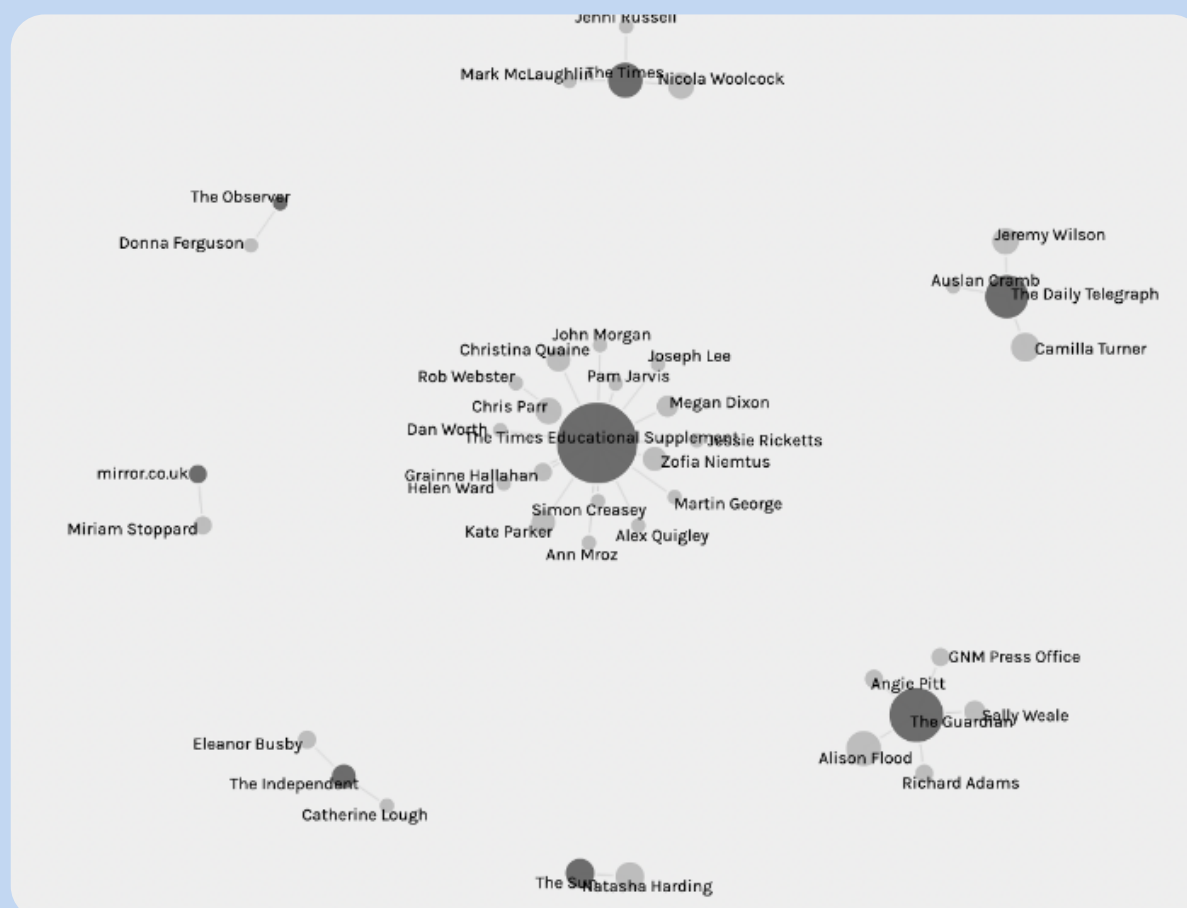 Jenni Russell
Mark McLaughlin
The Times
Nicola Woolcock
The Observer
Donna Ferguson
Jeremy Wilson
Auslan Cramb
The Daily Telegraph
Camilla Turner
John Morgan
Christina Quaine
Joseph Lee
Rob Webster
Pam Jarvis
Chris Parr
Megan Dixon
Dan Worth
The Times Educational Supplement
Jessie Ricketts
Zofia Niemtus
mirror.co.uk
Grainne Hallahan
Helen Ward
Martin George
Simon Creasey
Miriam Stoppard
Kate Parker
Alex Quigley
Ann Mroz
GNM Press Office
Angie Pitt
Sally Weale
The Guardian
Eleanor Busby
Alison Flood
The Independent
Richard Adams
Catherine Lough
The Sun
Natasha Harding